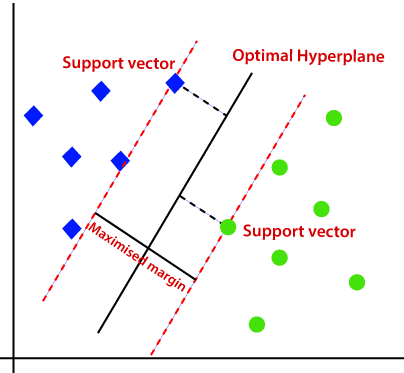 Optimal Hyperplane
Support vector
Support vector
Maximised margin